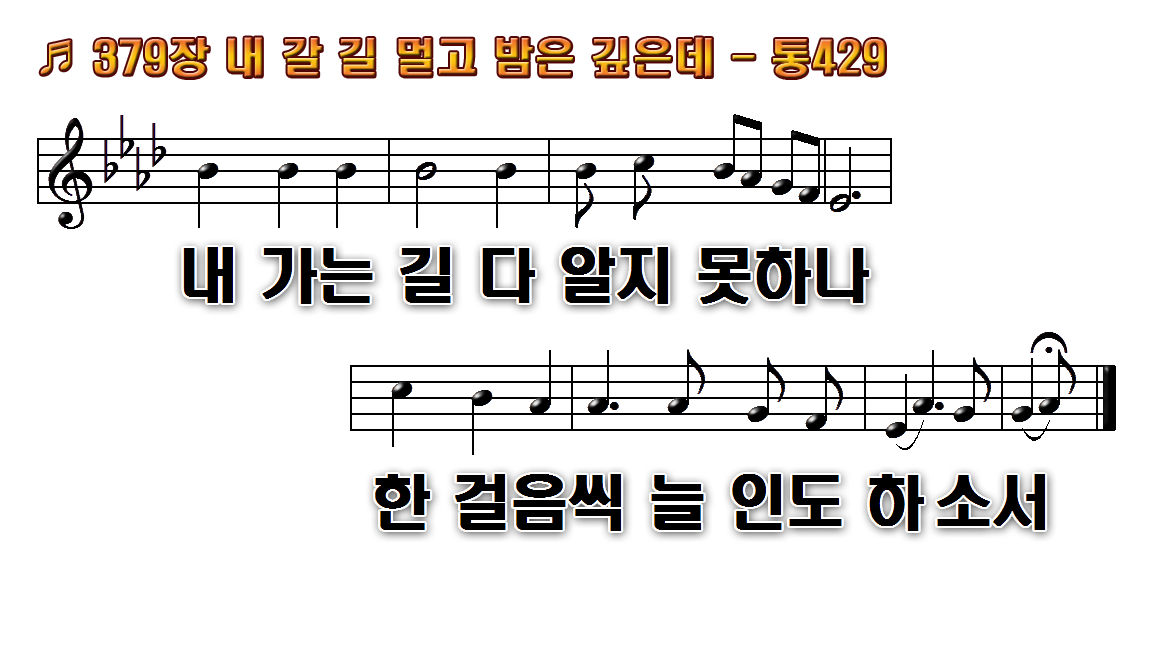 ♬ 379장 내 갈 길 멀고 밤은 깊은데 - 통429
내 가는 길 다 알지 못하나
한 걸음씩 늘 인도 하 소서